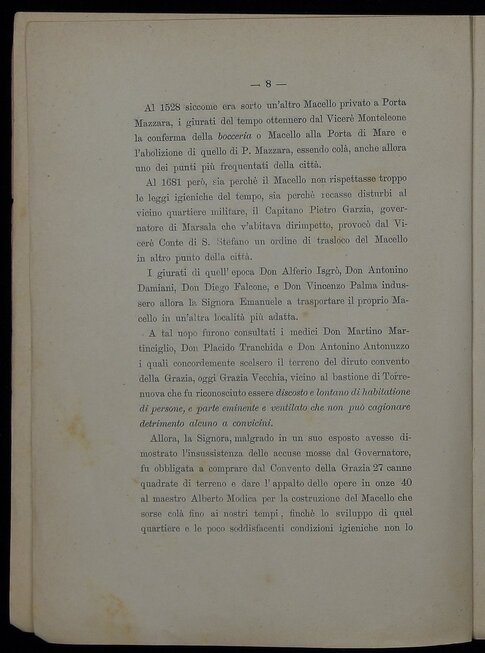 — 8 —
Al 1528 siccome era sorto un'altro Macello privato a Porta
Mazzara, i giurati del tempo ottennero dal Vicerè Monteleone
la conferma della bocceria o Macello alla Porta di Mare e
l'abolizione di quello di P. Mazzara, essendo colà, anche allora
uno dei punti più frequentati della città.
Al 1681 però, sia perchè il Macello non rispettasse troppo
le leggi igieniche del tempo, sia perchè recasse disturbi al
vicino quartiere militare, il Capitano Pietro Garzia, gover-
natore di Marsala che v'abitava dirimpetto, provocò dal Vi-
cerè Conte di S. Stefano un ordine di trasloco del Macello
in altro punto della città.
I giurati di quell'epoca Don Alferio Isgrò, Don Antonino
Damiani, Don Diego Falcone, e Don Vincenzo Palma indus-
sero allora la Signora Emanuele a trasportare il proprio Ma-
cello in un'altra località più adatta.
A tal uopo furono consultati i medici Don Martino Mar-
tinciglio, Don Placido Tranchida e Don Antonino Antonuzzo
i quali concordemente scelsero il terreno del diruto convento
della Grazia, oggi Grazia Vecchia, vicino al bastione di Torre-
nuova che fu riconosciuto essere discosto e lontano di habitatione
di persone, e parte eminente e ventilato che non può cagionare
detrimento alcuno a convicini.
Allora, la Signora, malgrado in un suo esposto avesse di-
mostrato l'insussistenza delle accuse mosse dal Governatore,
fu obbligata a comprare dal Convento della Grazia 27 canne
quadrate di terreno e dare l'appalto delle opere in onze 40
al maestro Alberto Modica per la costruzione del Macello che
sorse colà fino ai nostri tempi, finchè lo sviluppo di quel
quartiere e le poco soddisfacenti condizioni igieniche non lo